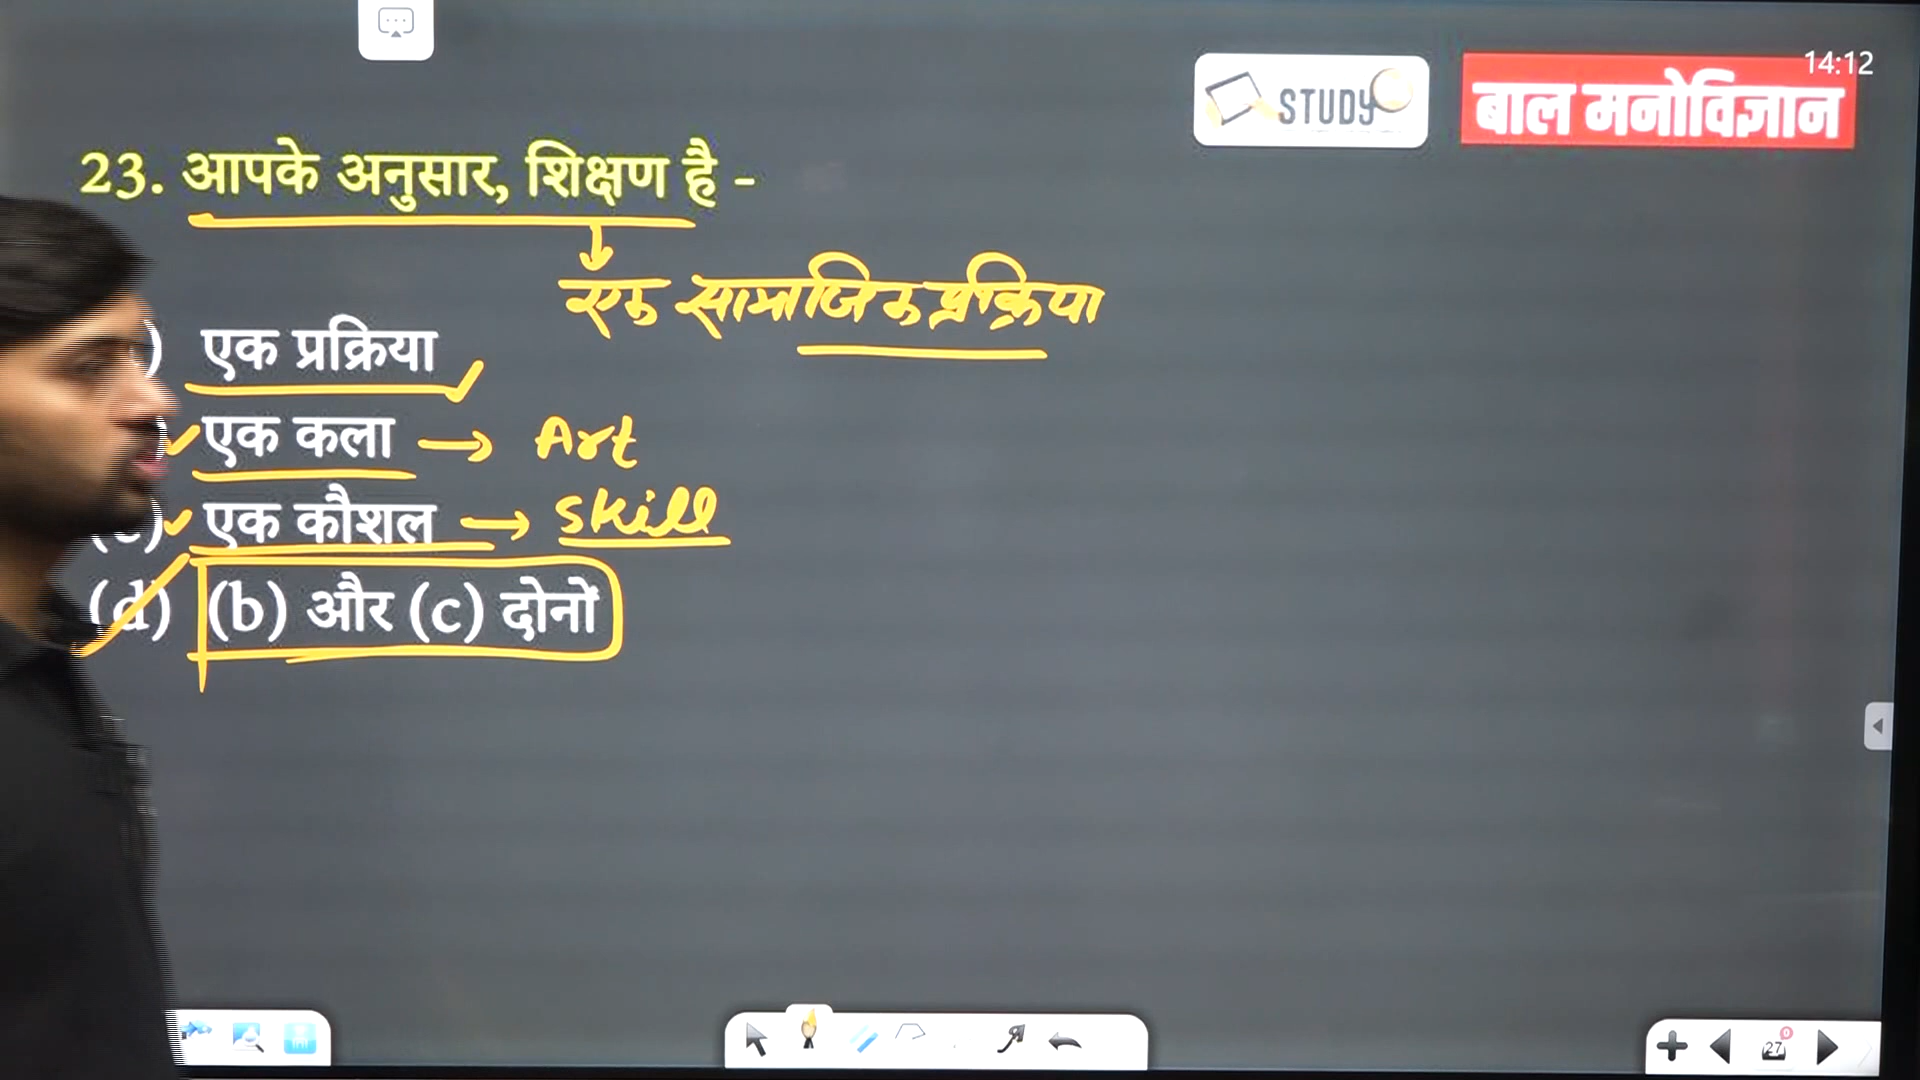 14:12
STUDY
बाल मनोविज्ञान
23. आपके अनुसार, शिक्षण है -
एक सामाजिक प्रक्रिया
) एक प्रक्रिया
एक कला → Art
(c) एक कौशल → Skill
(d) (b) और (c) दोनों
27